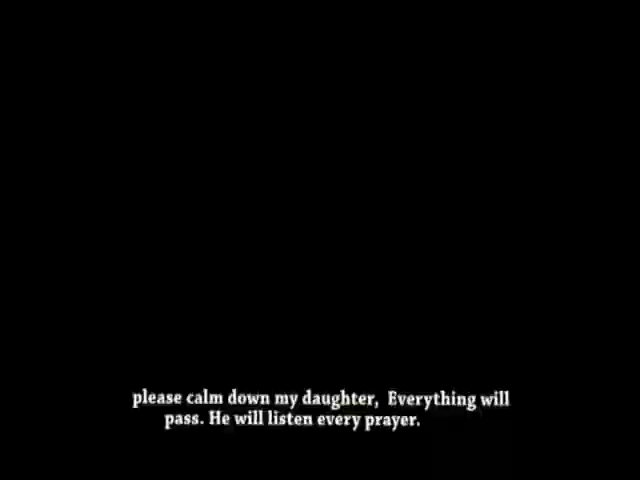 please calm down my daughter,  Everything will
pass. He will listen every prayer.